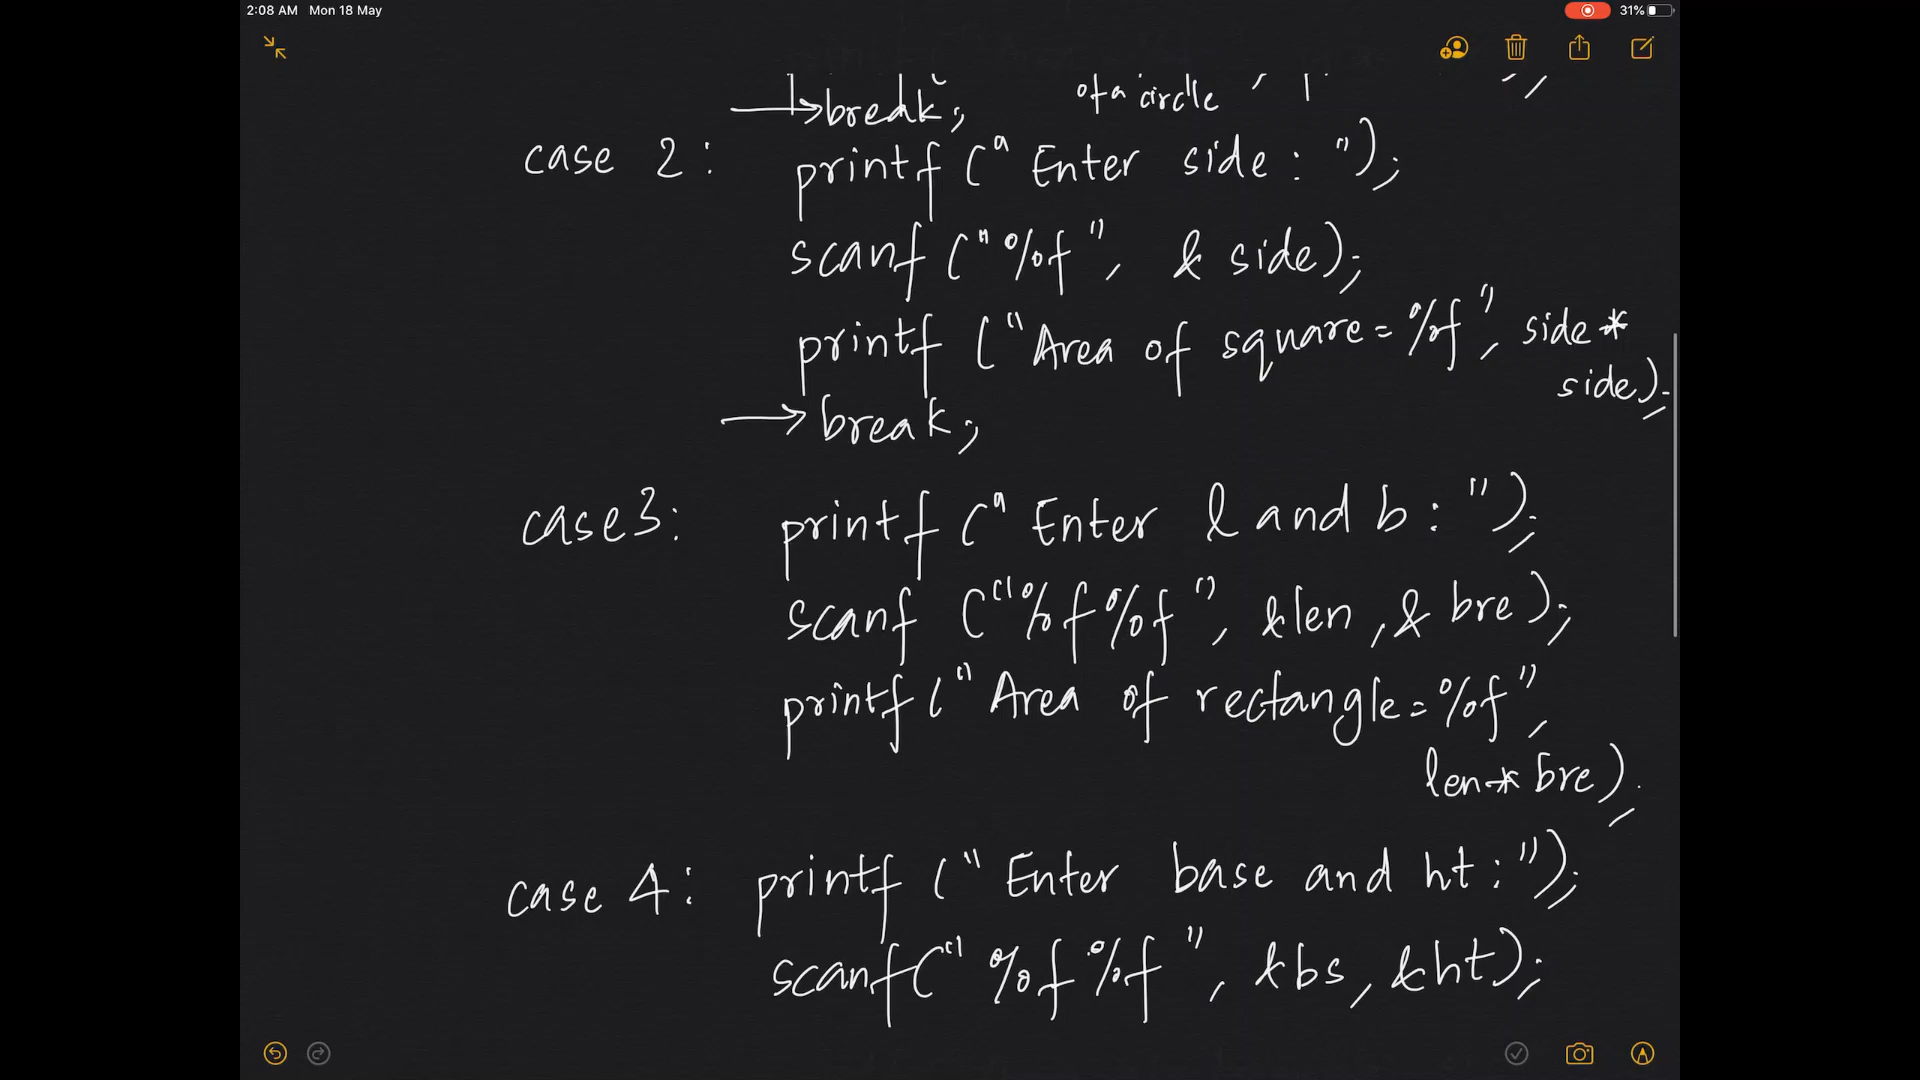 2:08 AM Mon 18 May 31%
break; of a circle
case 2: printf (" Enter side : ");
scanf ("%f", & side);
printf ("Area of square = %f", side *
side);
break;
case 3: printf (" Enter l and b : ");
scanf ("%f%f", &len, & bre);
printf (" Area of rectangle = %f",
len * bre);
case 4: printf (" Enter base and ht : ");
scanf(" %f %f ", &bs, &ht);